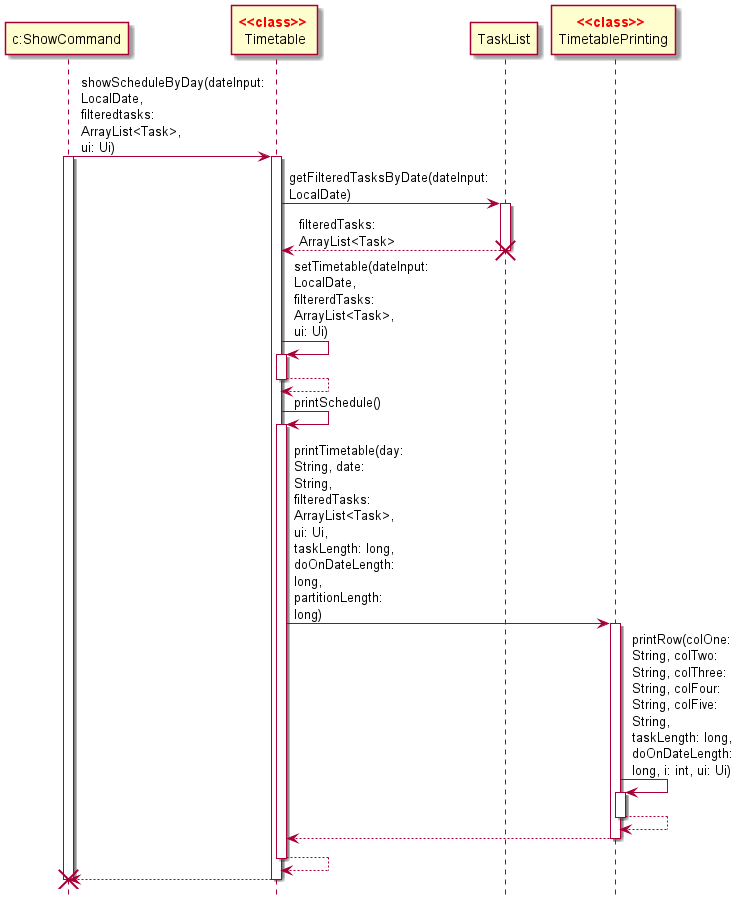 c:ShowCommand
<<class>>
Timetable
TaskList
<<class>>
TimetablePrinting
showScheduleByDay(dateInput:
LocalDate,
filteredtasks:
ArrayList<Task>,
ui: Ui)
getFilteredTasksByDate(dateInput:
LocalDate)
filteredTasks:
ArrayList<Task>
setTimetable(dateInput:
LocalDate,
filtererdTasks:
ArrayList<Task>,
ui: Ui)
printSchedule()
printTimetable(day:
String, date:
String,
filteredTasks:
ArrayList<Task>,
ui: Ui,
taskLength: long,
doOnDateLength:
long,
partitionLength:
long)
printRow(colOne:
String, colTwo:
String, colThree:
String, colFour:
String, colFive:
String,
taskLength: long,
doOnDateLength:
long, i: int, ui: Ui)